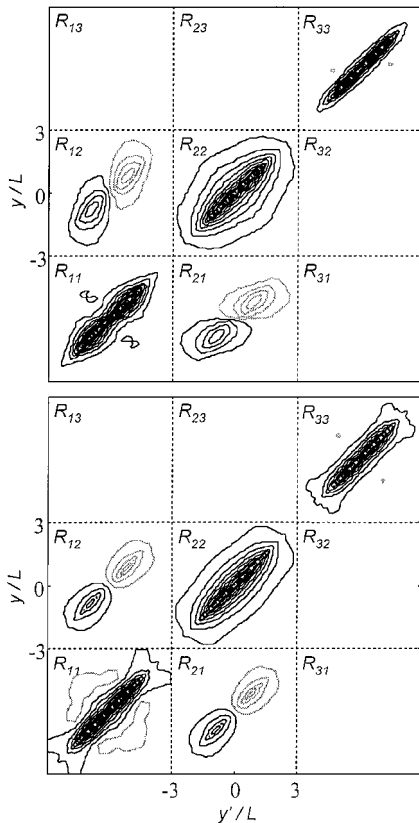 R13 R23 R33
3
R12 R22 R32
y/L 0
-3
R11 R21 R31
R13 R23 R33
3
R12 R22 R32
y/L 0
-3
R11 R21 R31
-3 0 3
y'/L